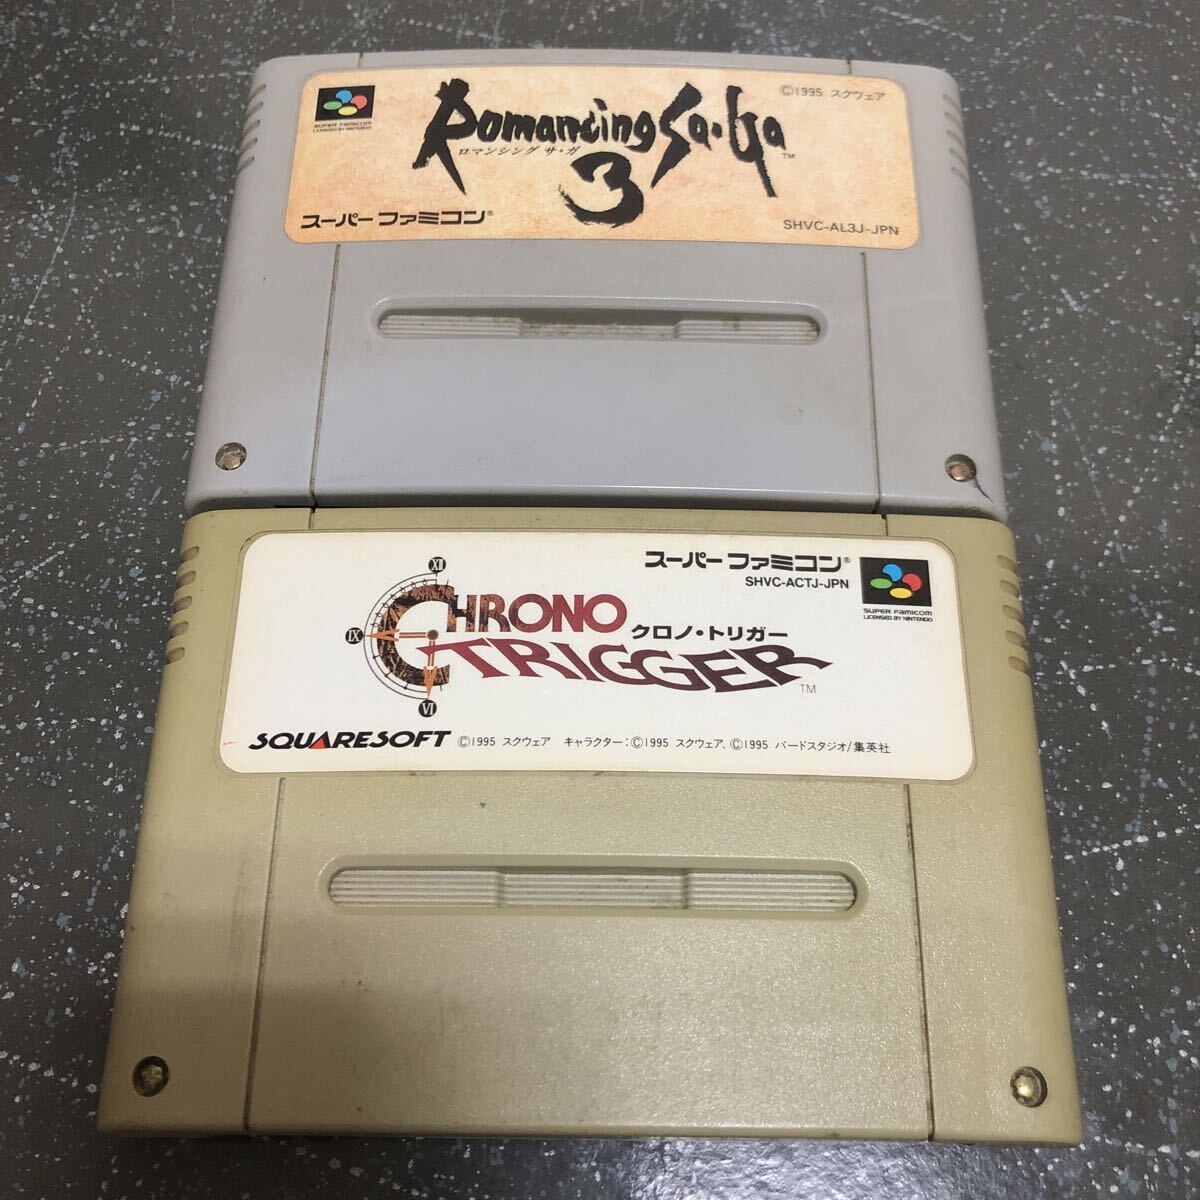 ©1995 スクウェア
SUPER FAMICOM
LICENSED BY NINTENDO
Romancing Sa・Ga
TM
ロマンシング サ・ガ
3
スーパーファミコン®
SHVC-AL3J-JPN
スーパーファミコン®
SHVC-ACTJ-JPN
SUPER FAMICOM
LICENSED BY NINTENDO
XII
IX
VI
CHRONO
クロノ・トリガー
TRIGGER
TM
SQUARESOFT ©1995 スクウェア キャラクター:©1995 スクウェア、©1995 バードスタジオ/集英社